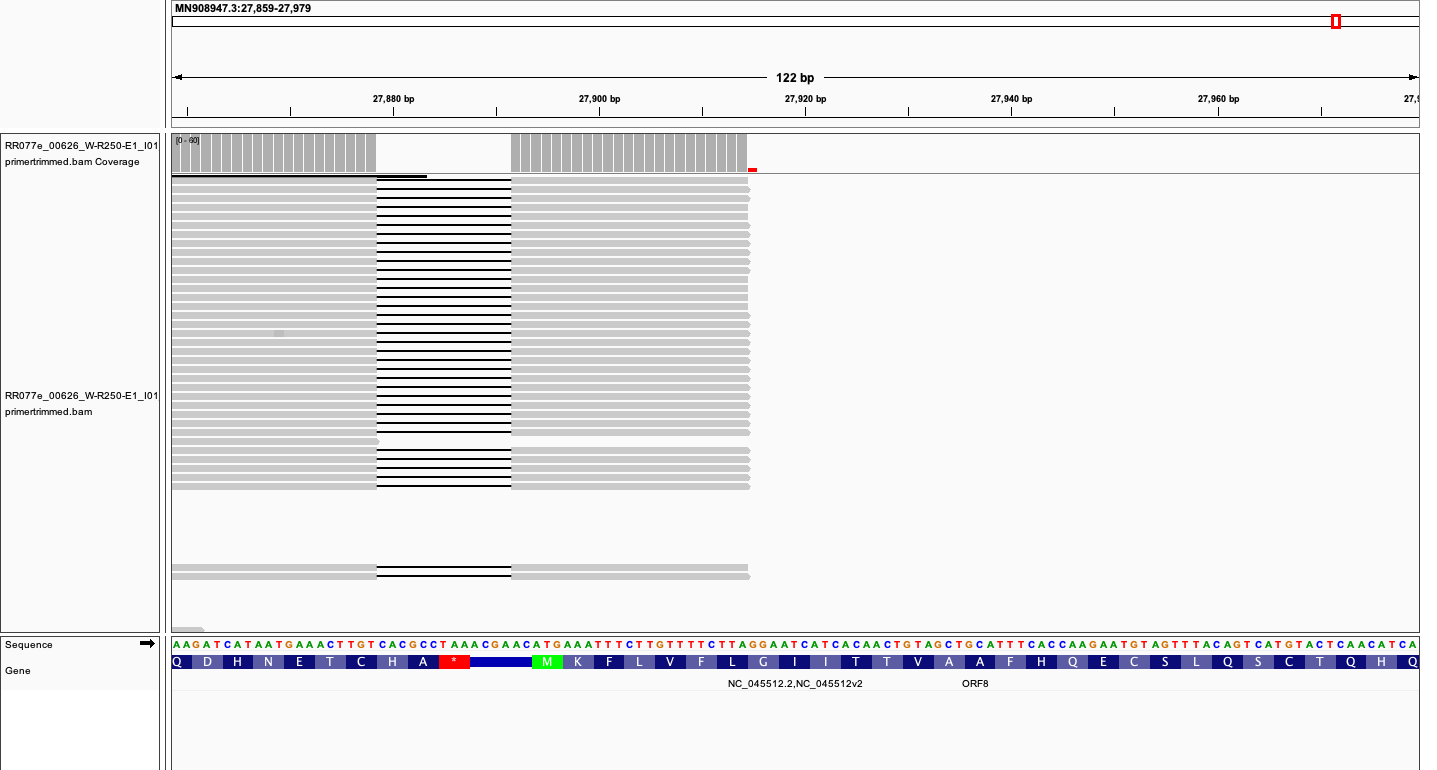 MN908947.3:27,859-27,979
122 bp
27,880 bp 27,900 bp 27,920 bp 27,940 bp 27,960 bp 27,9
RR077e_00626_W-R250-E1_I01
primertrimmed.bam Coverage
[0 - 60]
RR077e_00626_W-R250-E1_I01
primertrimmed.bam
Sequence
AAGATCATAATGAAACTTGTCACGCCTAAACGAACATGAAATTTCTTGTTTTCTTAGGAATCATCACAACTGTAGCTGCATTTCACCAAGAATGTAGTTTACAGTCATGTACTCAACATCA
Gene
Q D H N E T C H A * M K F L V F L G I I T T V A A F H Q E C S L Q S C T Q H Q
NC_045512.2,NC_045512v2 ORF8